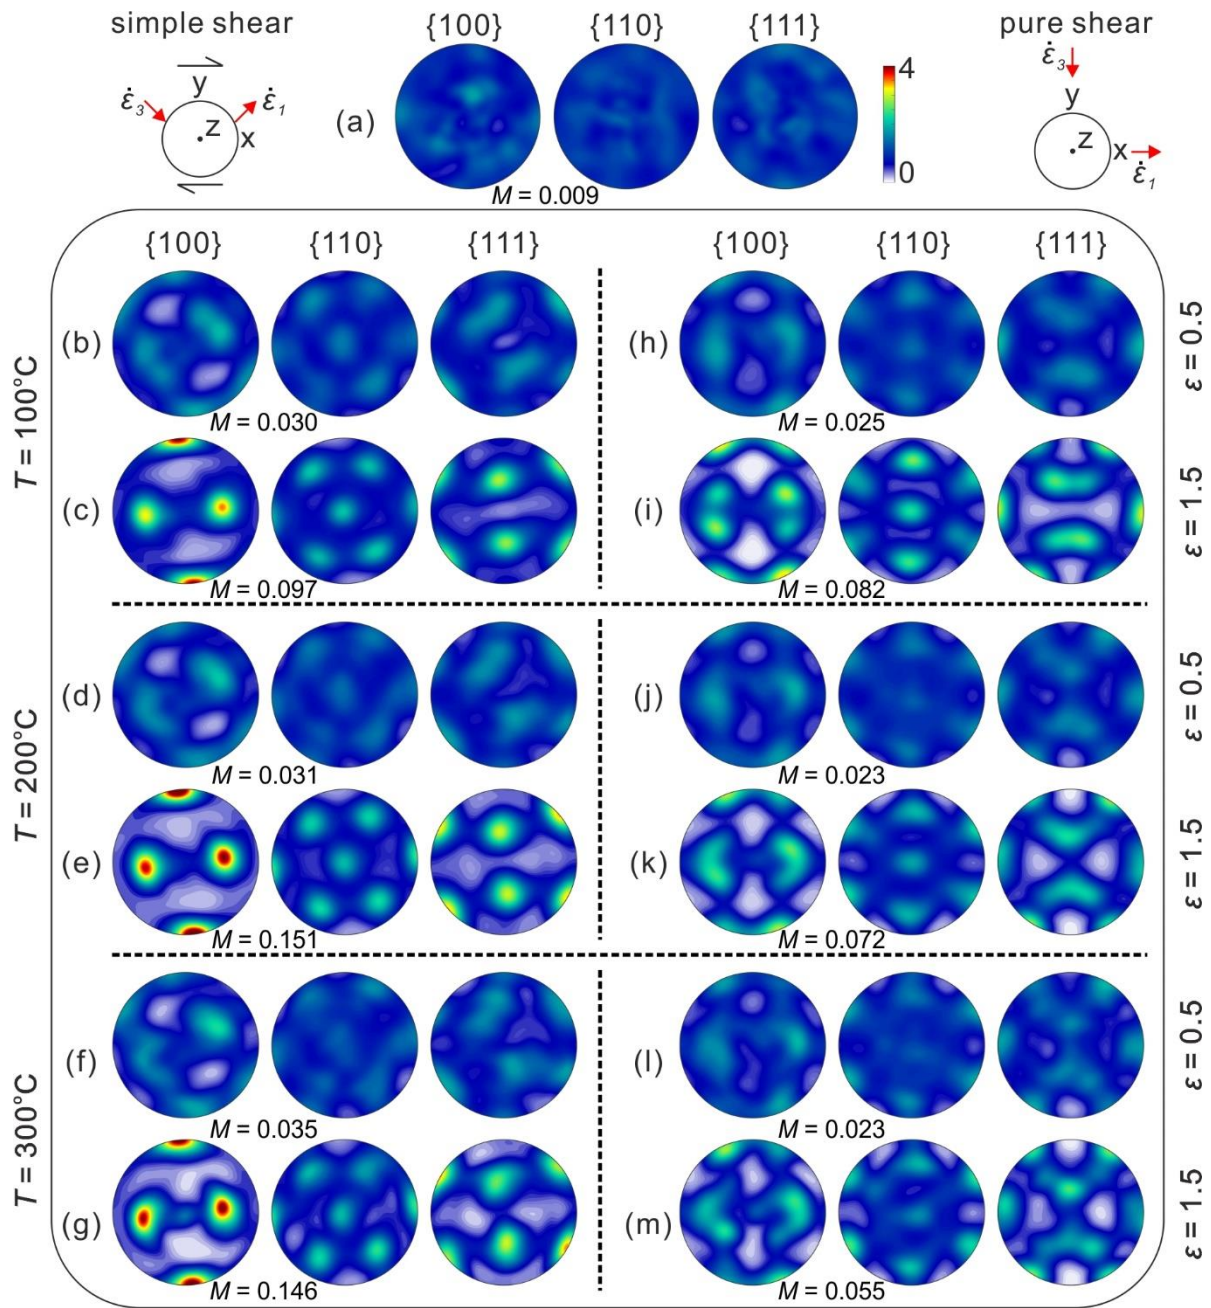 simple shear
{100} {110} {111}
pure shear
ε̇3 y ε̇1
z
x
(a)
4
0
ε̇3
y
z
x
ε̇1
M = 0.009
{100} {110} {111} {100} {110} {111}
T = 100°C
(b)
M = 0.030
(h)
M = 0.025
ε = 0.5
(c)
M = 0.097
(i)
M = 0.082
ε = 1.5
T = 200°C
(d)
M = 0.031
(j)
M = 0.023
ε = 0.5
(e)
M = 0.151
(k)
M = 0.072
ε = 1.5
T = 300°C
(f)
M = 0.035
(l)
M = 0.023
ε = 0.5
(g)
M = 0.146
(m)
M = 0.055
ε = 1.5